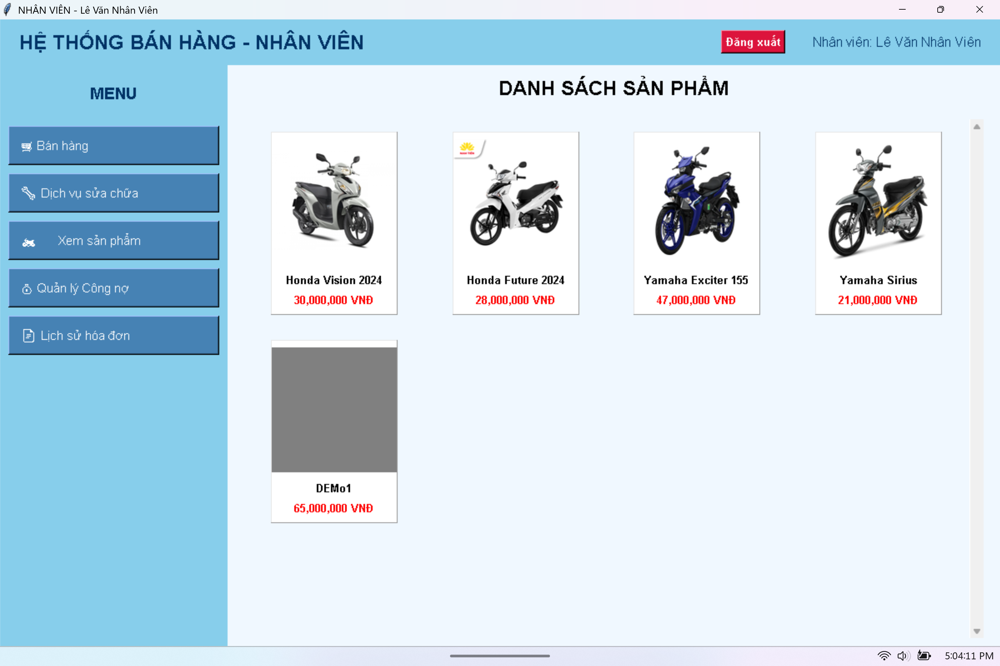 NHÂN VIÊN - Lê Văn Nhân Viên
HỆ THỐNG BÁN HÀNG - NHÂN VIÊN
Đăng xuất
Nhân viên: Lê Văn Nhân Viên
MENU
Bán hàng
Dịch vụ sửa chữa
Xem sản phẩm
Quản lý Công nợ
Lịch sử hóa đơn
DANH SÁCH SẢN PHẨM
Honda Vision 2024
30,000,000 VNĐ
NAM TIẾN
Honda Future 2024
28,000,000 VNĐ
Yamaha Exciter 155
47,000,000 VNĐ
Yamaha Sirius
21,000,000 VNĐ
DEMo1
65,000,000 VNĐ
5:04:11 PM